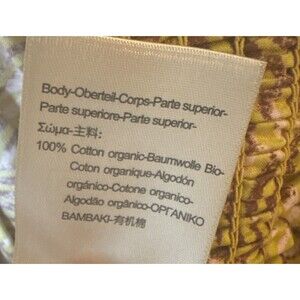 Body-Oberteil-Corps-Parte superior-
Parte superiore-Parte superior-
Σώμα-主料:
100% Cotton organic-Baumwolle Bio-
Coton organique-Algodón
orgánico-Cotone organico-
Algodão orgânico-ΟΡΓΑΝΙΚΟ
BAMBAKI-有机棉